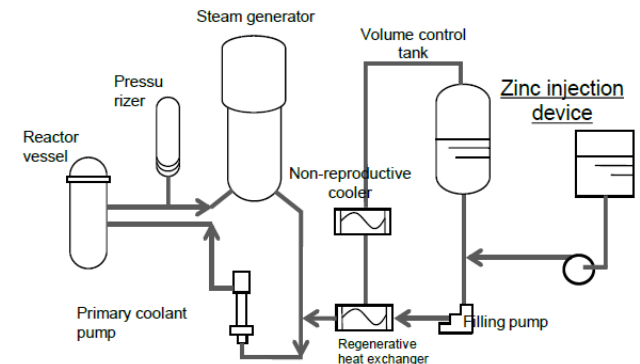 Steam generator
Volume control
tank
Pressu
rizer
Zinc injection
device
Reactor
vessel
Non-reproductive
cooler
Primary coolant
pump
Filling pump
Regenerative
heat exchanger